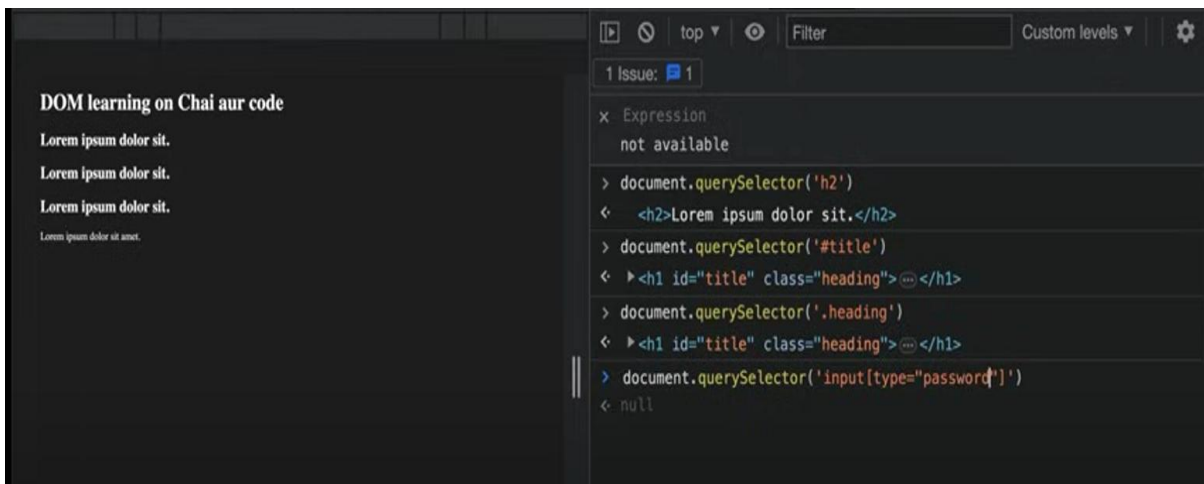 DOM learning on Chai aur code
Lorem ipsum dolor sit.
Lorem ipsum dolor sit.
Lorem ipsum dolor sit.
Lorem ipsum dolor sit amet.
top ▼ Filter Custom levels ▼
1 Issue: 1
x Expression
not available
> document.querySelector('h2')
<h2>Lorem ipsum dolor sit.</h2>
> document.querySelector('#title')
<h1 id="title" class="heading">…</h1>
> document.querySelector('.heading')
<h1 id="title" class="heading">…</h1>
> document.querySelector('input[type="password"]')
null